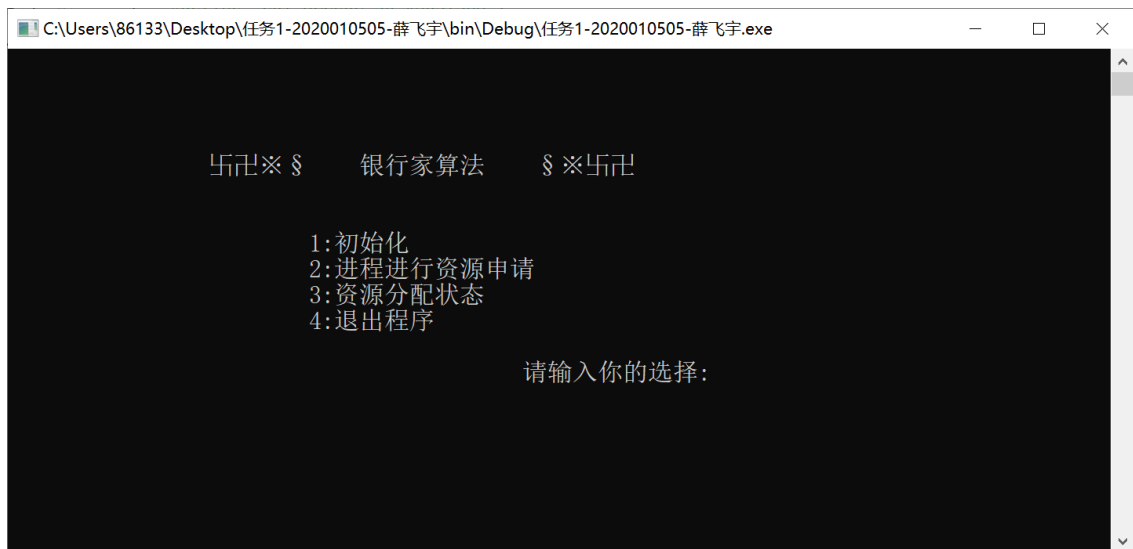 C:\Users\86133\Desktop\任务1-2020010505-薛飞宇\bin\Debug\任务1-2020010505-薛飞宇.exe
卐卍※§ 银行家算法 §※卐卍
1:初始化
2:进程进行资源申请
3:资源分配状态
4:退出程序
请输入你的选择: